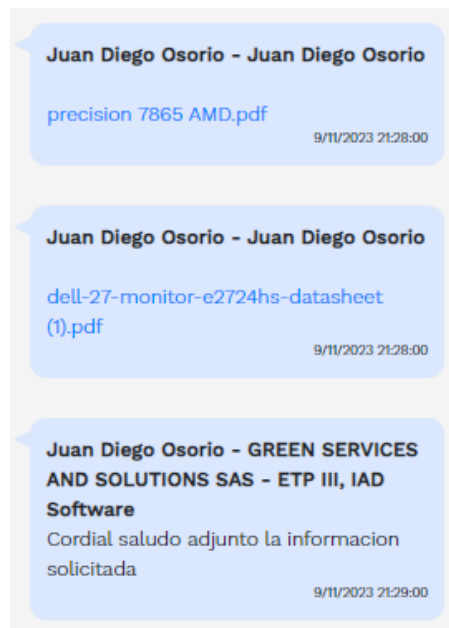 Juan Diego Osorio - Juan Diego Osorio
precision 7865 AMD.pdf
9/11/2023 21:28:00
Juan Diego Osorio - Juan Diego Osorio
dell-27-monitor-e2724hs-datasheet
(1).pdf
9/11/2023 21:28:00
Juan Diego Osorio - GREEN SERVICES
AND SOLUTIONS SAS - ETP III, IAD
Software
Cordial saludo adjunto la informacion
solicitada
9/11/2023 21:29:00